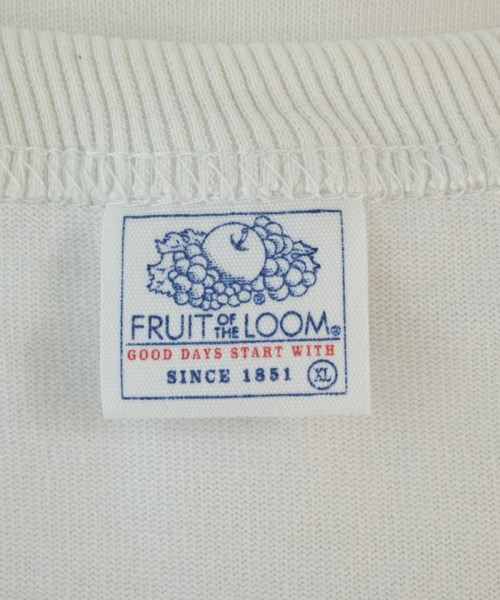 ®
FRUIT OF THE LOOM®
GOOD DAYS START WITH
SINCE 1851 XL